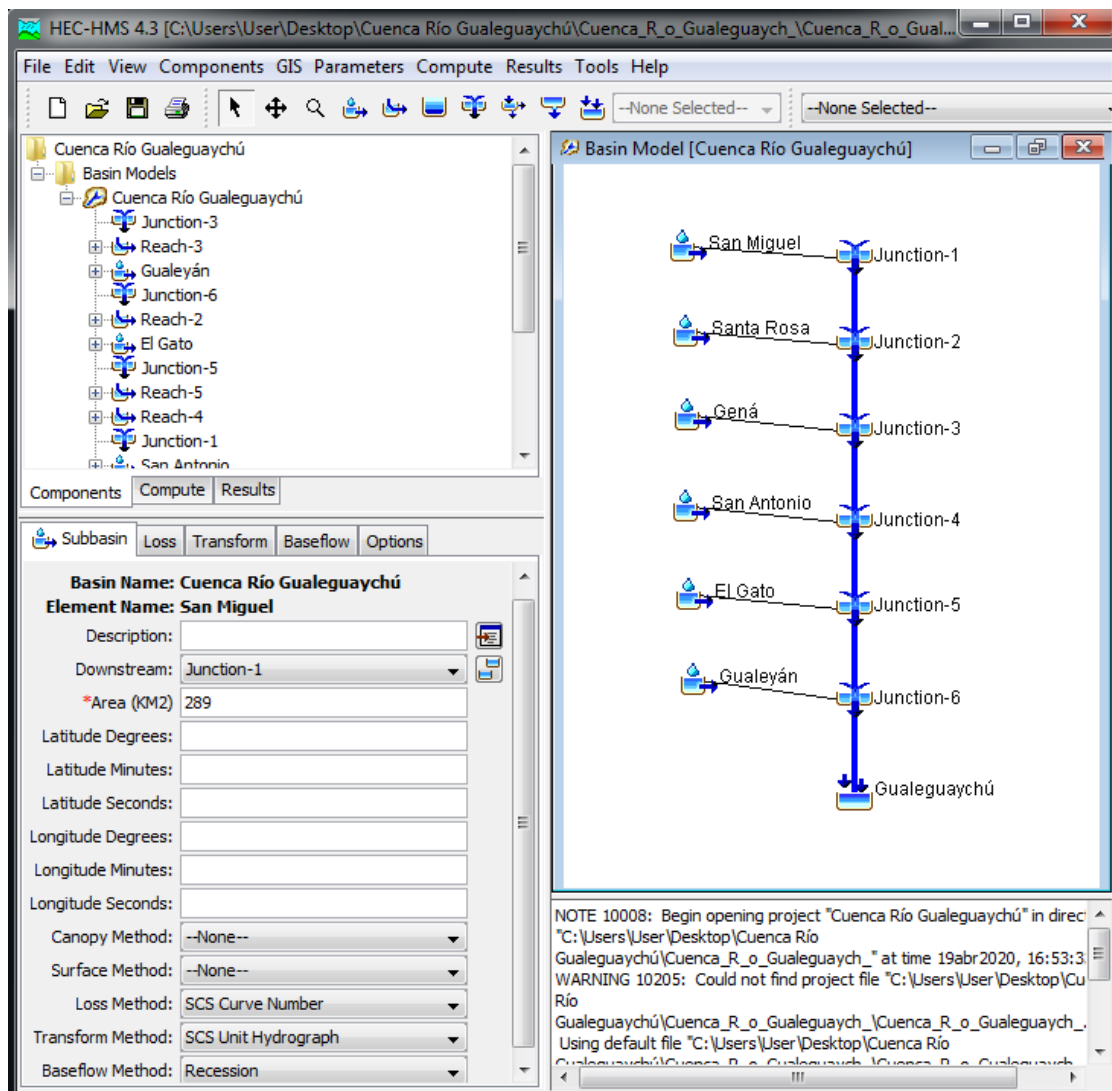 HEC-HMS 4.3 [C:\Users\User\Desktop\Cuenca Río Gualeguaychú\Cuenca_R_o_Gualeguaych_\Cuenca_R_o_Gual...
File Edit View Components GIS Parameters Compute Results Tools Help
--None Selected-- --None Selected--
Cuenca Río Gualeguaychú
Basin Models
Cuenca Río Gualeguaychú
Junction-3
Reach-3
Gualeyán
Junction-6
Reach-2
El Gato
Junction-5
Reach-5
Reach-4
Junction-1
San Antonio
Components Compute Results
Subbasin Loss Transform Baseflow Options
Basin Name: Cuenca Río Gualeguaychú
Element Name: San Miguel
Description:
Downstream: Junction-1
*Area (KM2) 289
Latitude Degrees:
Latitude Minutes:
Latitude Seconds:
Longitude Degrees:
Longitude Minutes:
Longitude Seconds:
Canopy Method: --None--
Surface Method: --None--
Loss Method: SCS Curve Number
Transform Method: SCS Unit Hydrograph
Baseflow Method: Recession
Basin Model [Cuenca Río Gualeguaychú]
San Miguel Junction-1
Santa Rosa Junction-2
Gená Junction-3
San Antonio Junction-4
El Gato Junction-5
Gualeyán Junction-6
Gualeguaychú
NOTE 10008: Begin opening project "Cuenca Río Gualeguaychú" in direc
"C:\Users\User\Desktop\Cuenca Río
Gualeguaychú\Cuenca_R_o_Gualeguaych_" at time 19abr2020, 16:53:3
WARNING 10205: Could not find project file "C:\Users\User\Desktop\Cu
Río
Gualeguaychú\Cuenca_R_o_Gualeguaych_\Cuenca_R_o_Gualeguaych_.
Using default file "C:\Users\User\Desktop\Cuenca Río
Gualeguaychú\Cuenca_R_o_Gualeguaych_\Cuenca_R_o_Gualeguaych